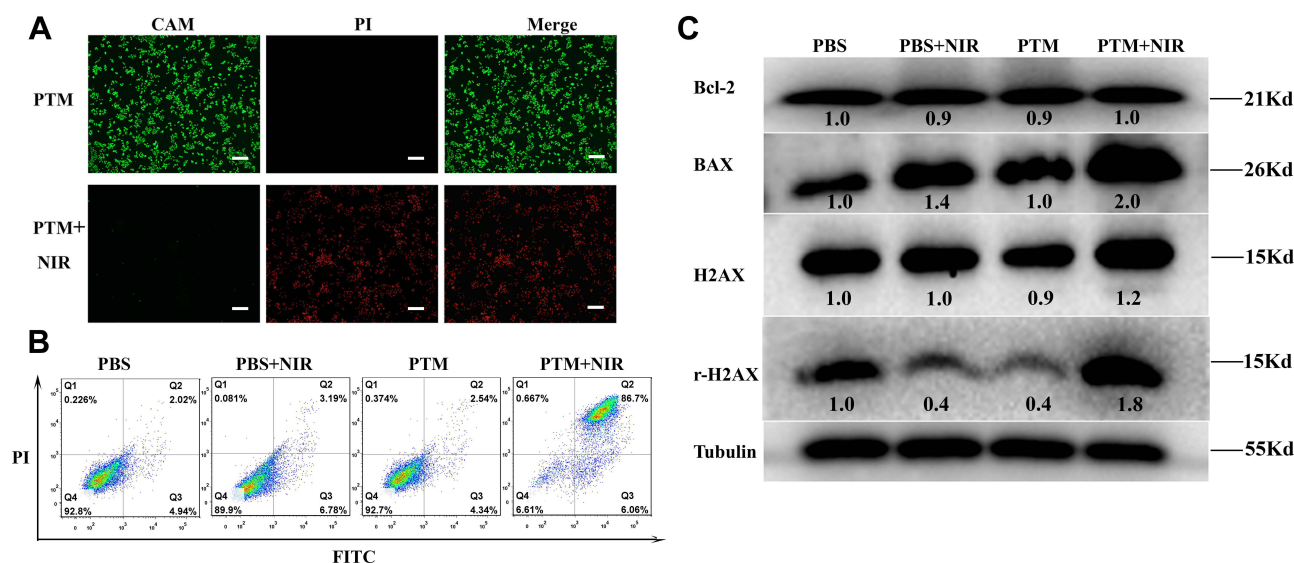 A
CAM PI Merge
PTM
PTM+
NIR
B
PBS PBS+NIR PTM PTM+NIR
Q1 Q2 Q1 Q2 Q1 Q2 Q1 Q2
0.226% 2.02% 0.081% 3.19% 0.374% 2.54% 0.667% 86.7%
PI
Q4 Q3 Q4 Q3 Q4 Q3 Q4 Q3
92.8% 4.94% 89.9% 6.78% 92.7% 4.34% 6.61% 6.06%
FITC
C
PBS PBS+NIR PTM PTM+NIR
Bcl-2 21Kd
1.0 0.9 0.9 1.0
BAX 26Kd
1.0 1.4 1.0 2.0
H2AX 15Kd
1.0 1.0 0.9 1.2
r-H2AX 15Kd
1.0 0.4 0.4 1.8
Tubulin 55Kd